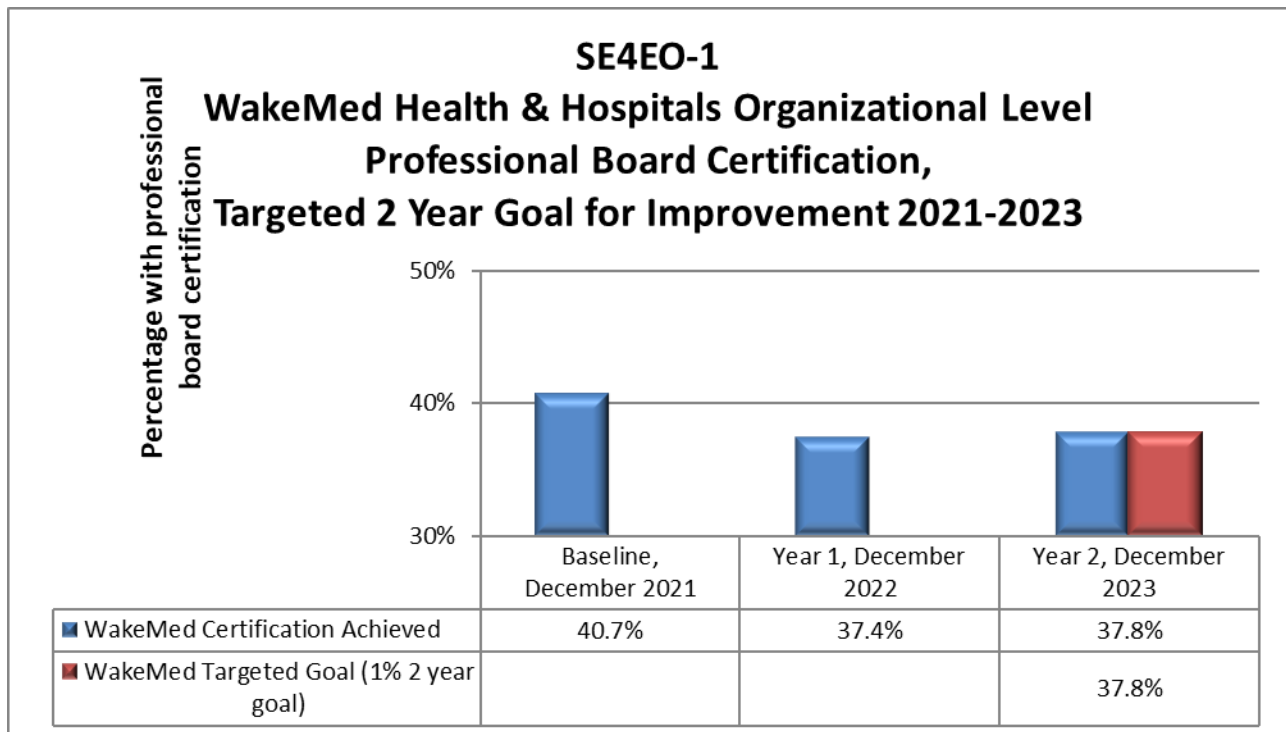 SE4EO-1
WakeMed Health & Hospitals Organizational Level
Professional Board Certification,
Targeted 2 Year Goal for Improvement 2021-2023
Percentage with professional
board certification
50%
40%
30%
Baseline,
December 2021
Year 1, December
2022
Year 2, December
2023
WakeMed Certification Achieved
40.7%
37.4%
37.8%
WakeMed Targeted Goal (1% 2 year
goal)
37.8%